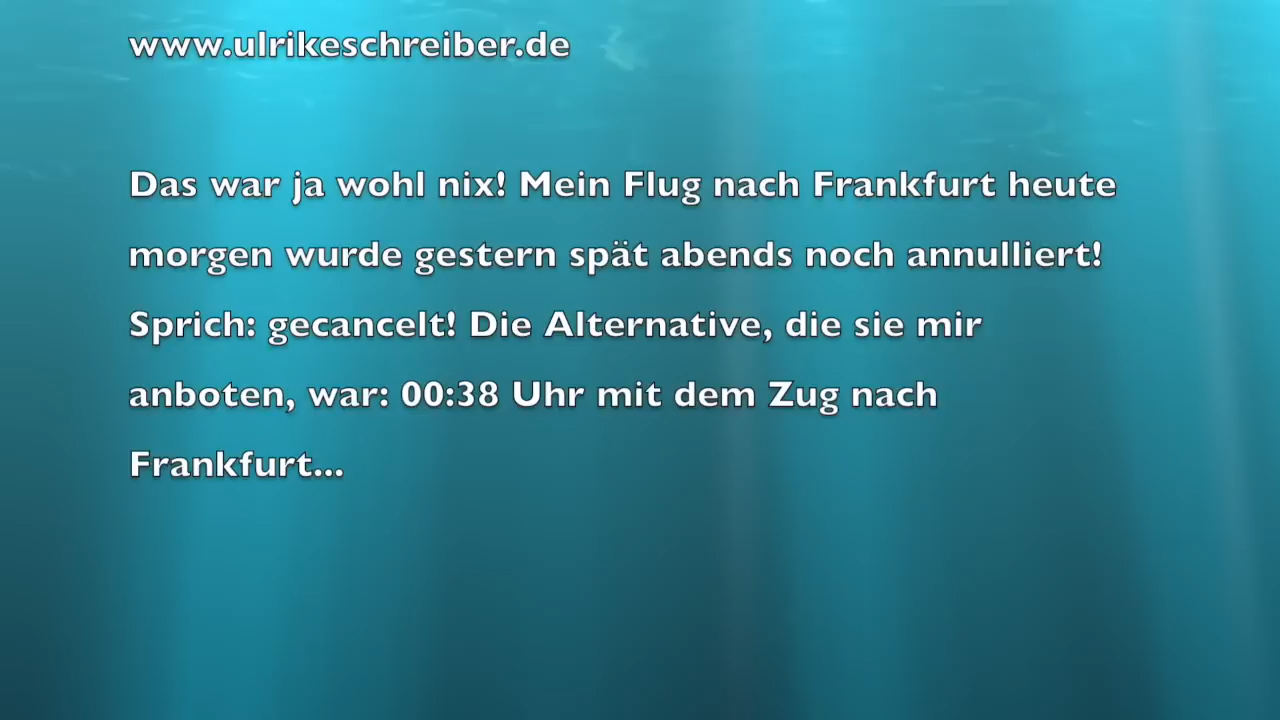 www.ulrikeschreiber.de
Das war ja wohl nix! Mein Flug nach Frankfurt heute
morgen wurde gestern spät abends noch annulliert!
Sprich: gecancelt! Die Alternative, die sie mir
anboten, war: 00:38 Uhr mit dem Zug nach
Frankfurt...